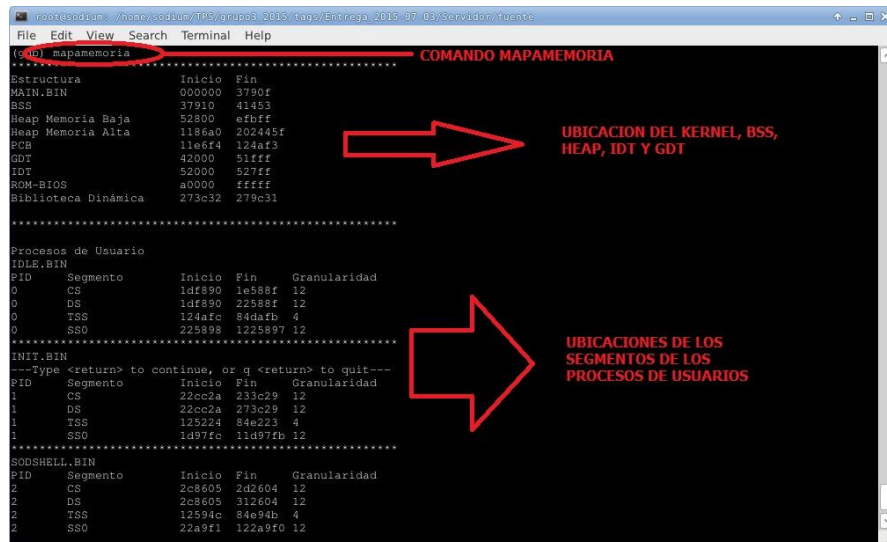 root@sodium: /home/sodium/TPS/grupo3_2015/tags/Entrega_2015-07-03/Servidor/fuente
File Edit View Search Terminal Help
(gdb) mapamemoria
COMANDO MAPAMEMORIA
*******************************************************
Estructura Inicio Fin
MAIN.BIN 000000 3790f
BSS 37910 41453
Heap Memoria Baja 52800 efbff
Heap Memoria Alta 1186a0 202445f
PCB 11e6f4 124af3
GDT 42000 51fff
IDT 52000 527ff
ROM-BIOS a0000 fffff
Biblioteca Dinámica 273c32 279c31
UBICACION DEL KERNEL, BSS,
HEAP, IDT Y GDT
*******************************************************
Procesos de Usuario
IDLE.BIN
PID Segmento Inicio Fin Granularidad
0 CS 1df890 1e588f 12
0 DS 1df890 22588f 12
0 TSS 124afc 84dafb 4
0 SS0 225898 1225897 12
*******************************************************
INIT.BIN
---Type <return> to continue, or q <return> to quit---
PID Segmento Inicio Fin Granularidad
1 CS 22cc2a 233c29 12
1 DS 22cc2a 273c29 12
1 TSS 125224 84e223 4
1 SS0 1d97fc 11d97fb 12
UBICACIONES DE LOS
SEGMENTOS DE LOS
PROCESOS DE USUARIOS
*******************************************************
SODSHELL.BIN
PID Segmento Inicio Fin Granularidad
2 CS 2c8605 2d2604 12
2 DS 2c8605 312604 12
2 TSS 12594c 84e94b 4
2 SS0 22a9f1 122a9f0 12